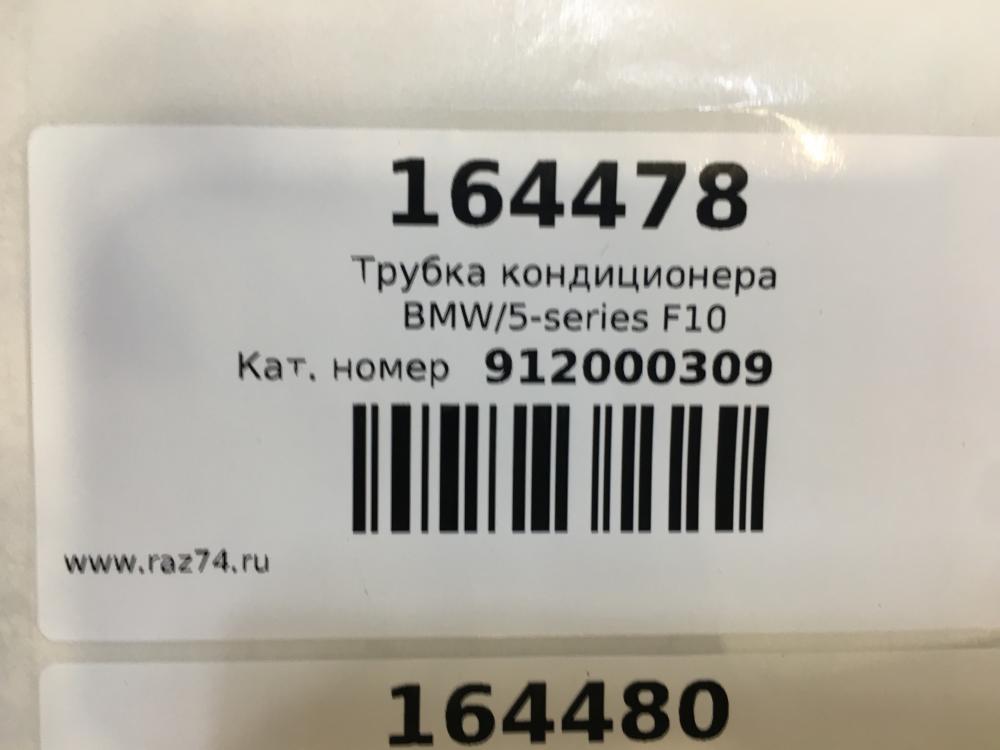 164478
Трубка кондиционера
BMW/5-series F10
Кат. номер 912000309
www.raz74.ru
164480